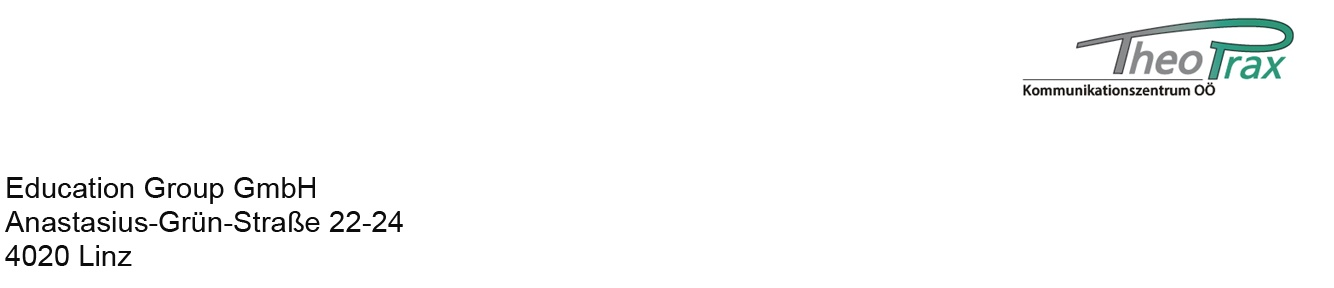 TheoPrax
Kommunikationszentrum OÖ
Education Group GmbH
Anastasius-Grün-Straße 22-24
4020 Linz